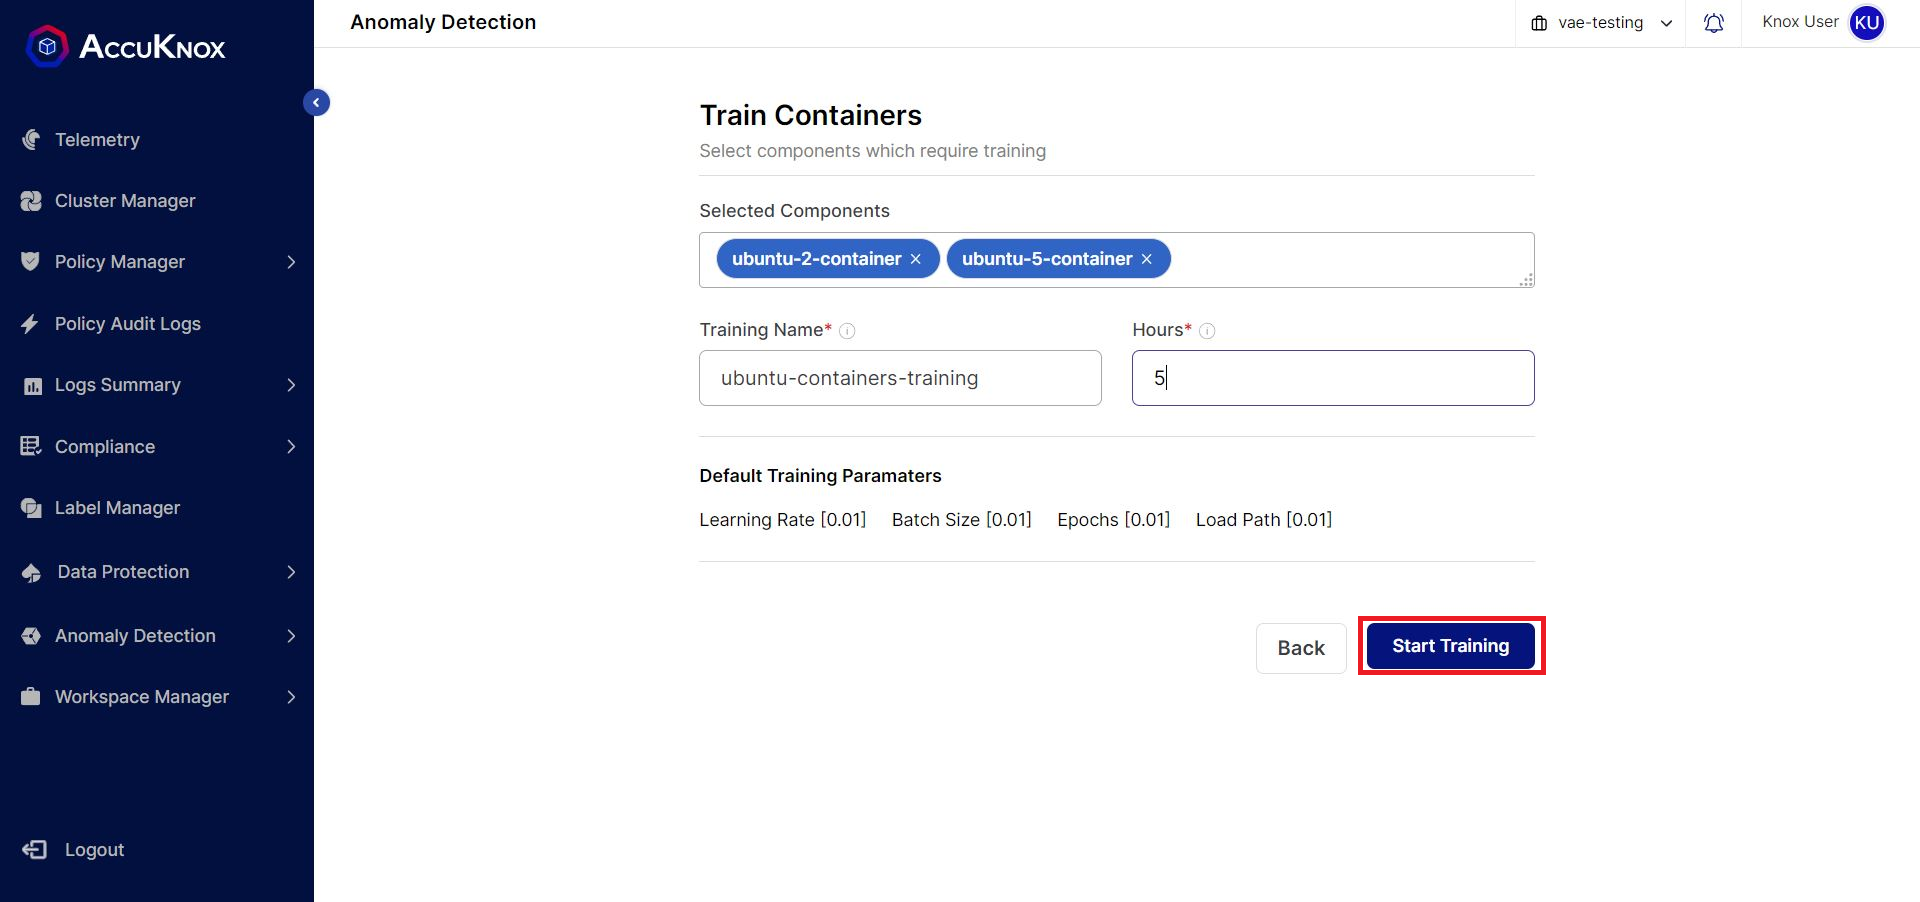 ACCUKNOX
Telemetry
Cluster Manager
Policy Manager
Policy Audit Logs
Logs Summary
Compliance
Label Manager
Data Protection
Anomaly Detection
Workspace Manager
Logout
Anomaly Detection
vae-testing
Knox User KU
Train Containers
Select components which require training
Selected Components
ubuntu-2-container × ubuntu-5-container ×
Training Name* Hours*
ubuntu-containers-training 5
Default Training Paramaters
Learning Rate [0.01] Batch Size [0.01] Epochs [0.01] Load Path [0.01]
Back Start Training